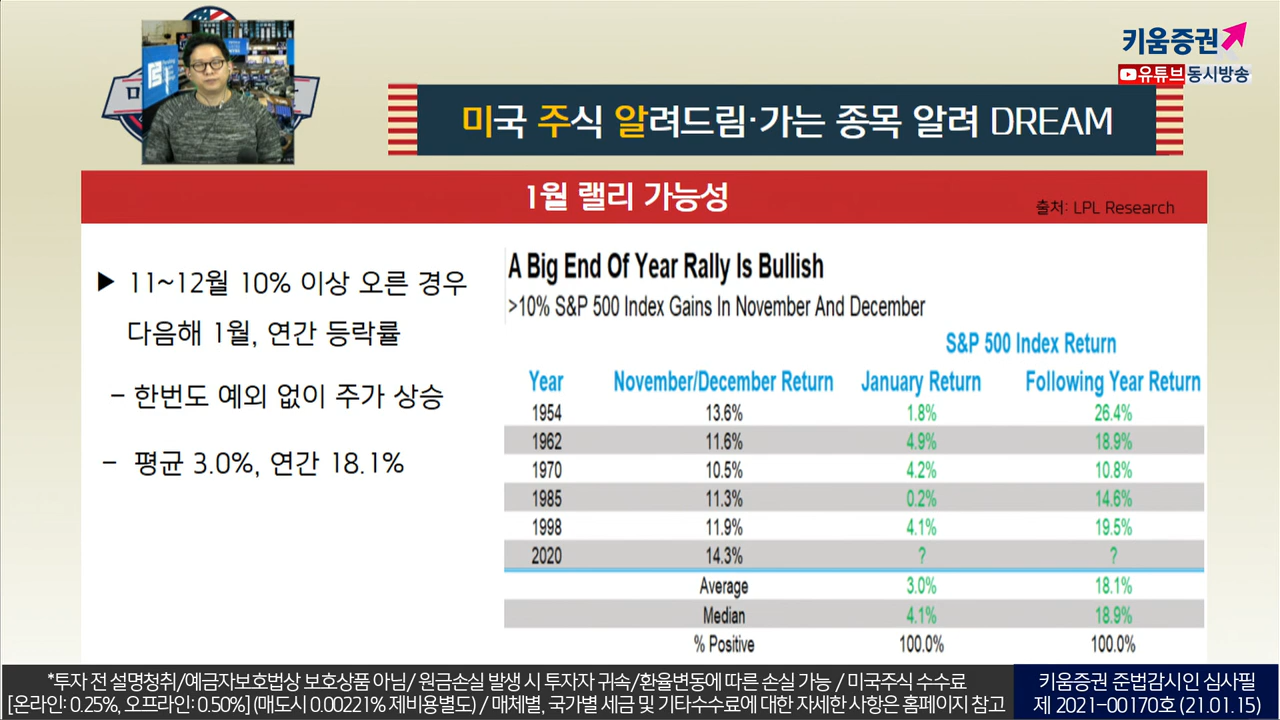 키움증권
유튜브 동시방송
미국 주식 알려드림·가는 종목 알려 DREAM
1월 랠리 가능성
출처: LPL Research
▶ 11~12월 10% 이상 오른 경우
다음해 1월, 연간 등락률
- 한번도 예외 없이 주가 상승
- 평균 3.0%, 연간 18.1%
A Big End Of Year Rally Is Bullish
>10% S&P 500 Index Gains In November And December
S&P 500 Index Return
Year November/December Return January Return Following Year Return
1954 13.6% 1.8% 26.4%
1962 11.6% 4.9% 18.9%
1970 10.5% 4.2% 10.8%
1985 11.3% 0.2% 14.6%
1998 11.9% 4.1% 19.5%
2020 14.3% ? ?
Average 3.0% 18.1%
Median 4.1% 18.9%
% Positive 100.0% 100.0%
*투자 전 설명청취/예금자보호법상 보호상품 아님/ 원금손실 발생 시 투자자 귀속/환율변동에 따른 손실 가능 / 미국주식 수수료
[온라인: 0.25%, 오프라인: 0.50%] (매도시 0.00221% 제비용별도) / 매체별, 국가별 세금 및 기타수수료에 대한 자세한 사항은 홈페이지 참고
키움증권 준법감시인 심사필
제 2021-00170호 (21.01.15)